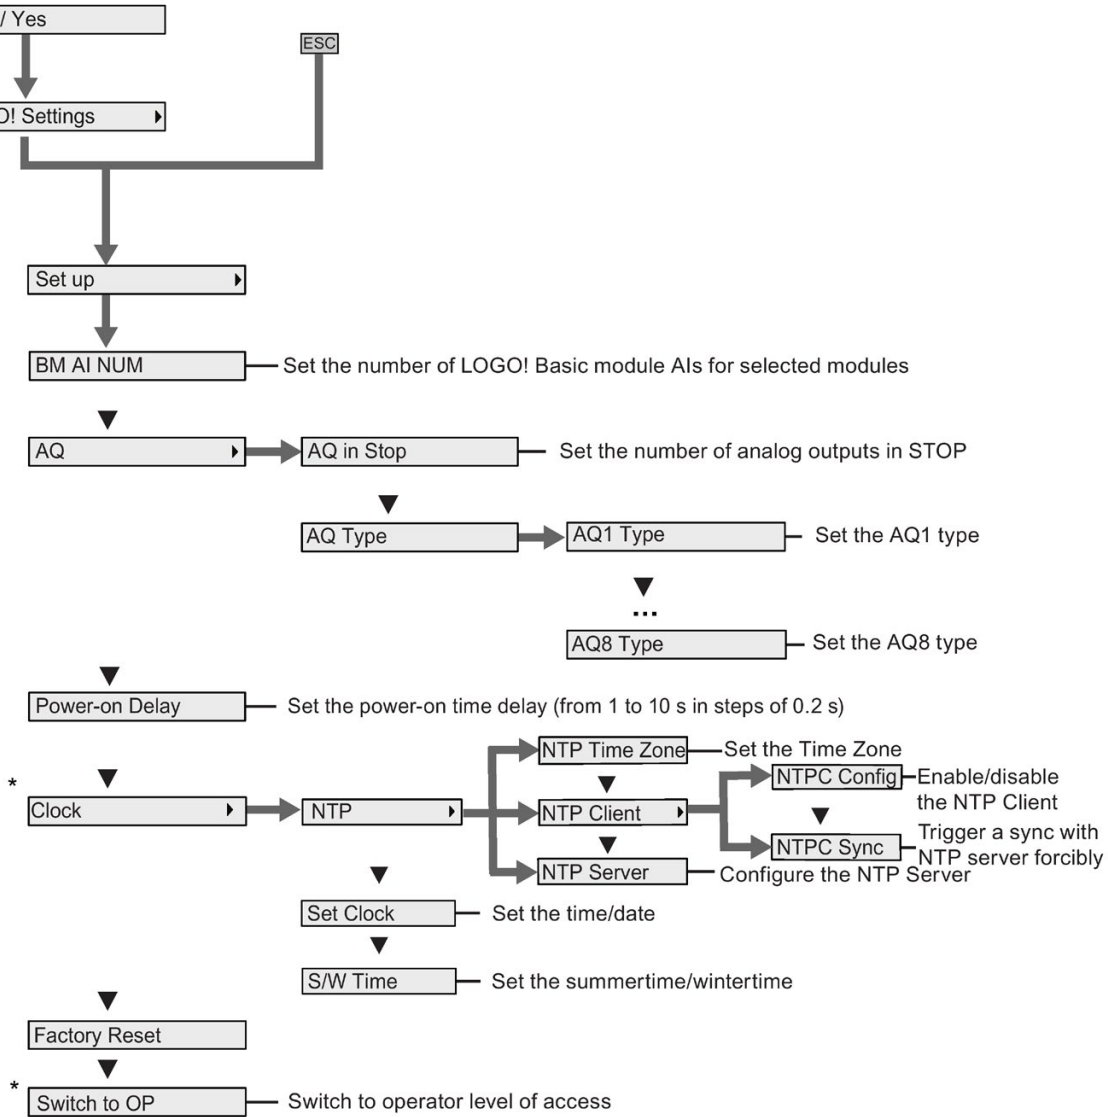 / Yes
ESC
O! Settings
Set up
BM AI NUM
Set the number of LOGO! Basic module AIs for selected modules
AQ
AQ in Stop
Set the number of analog outputs in STOP
AQ Type
AQ1 Type
Set the AQ1 type
...
AQ8 Type
Set the AQ8 type
Power-on Delay
Set the power-on time delay (from 1 to 10 s in steps of 0.2 s)
*
Clock
NTP
NTP Time Zone
Set the Time Zone
NTP Client
NTPC Config
Enable/disable
the NTP Client
NTPC Sync
Trigger a sync with
NTP server forcibly
NTP Server
Configure the NTP Server
Set Clock
Set the time/date
S/W Time
Set the summertime/wintertime
Factory Reset
*
Switch to OP
Switch to operator level of access